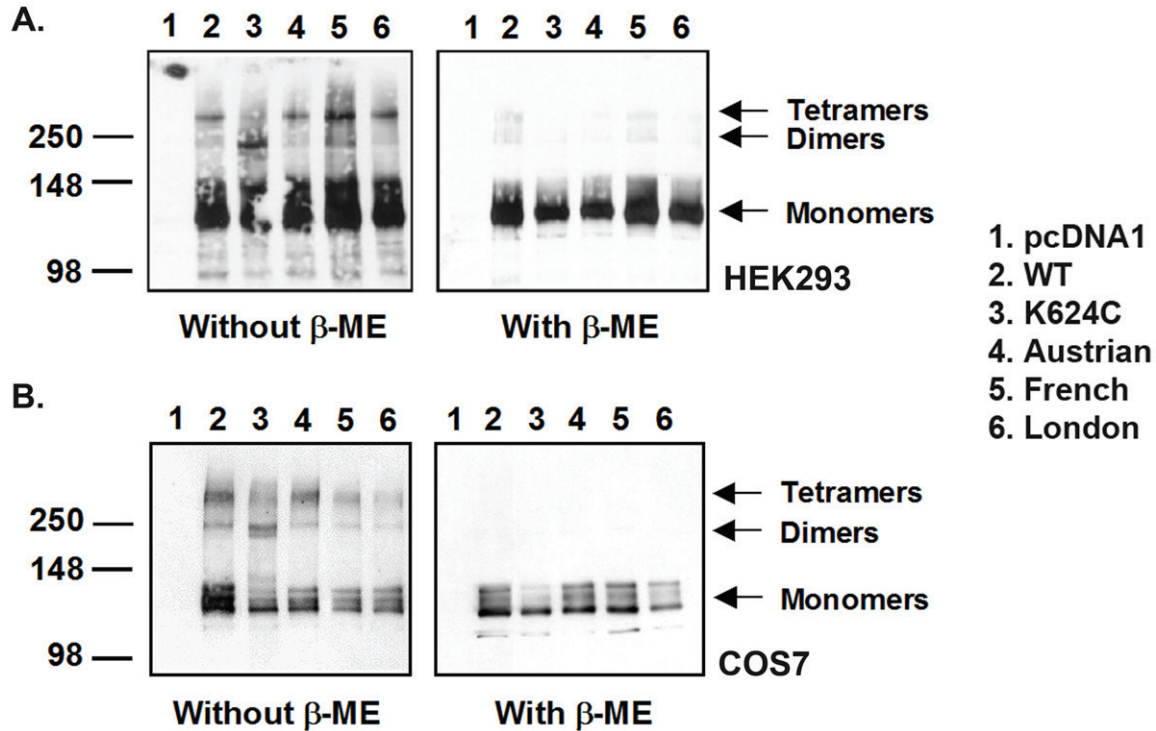 A.
1 2 3 4 5 6
1 2 3 4 5 6
250
148
98
Tetramers
Dimers
Monomers
HEK293
Without β-ME
With β-ME
1. pcDNA1
2. WT
3. K624C
4. Austrian
5. French
6. London
B.
1 2 3 4 5 6
1 2 3 4 5 6
250
148
98
Tetramers
Dimers
Monomers
COS7
Without β-ME
With β-ME